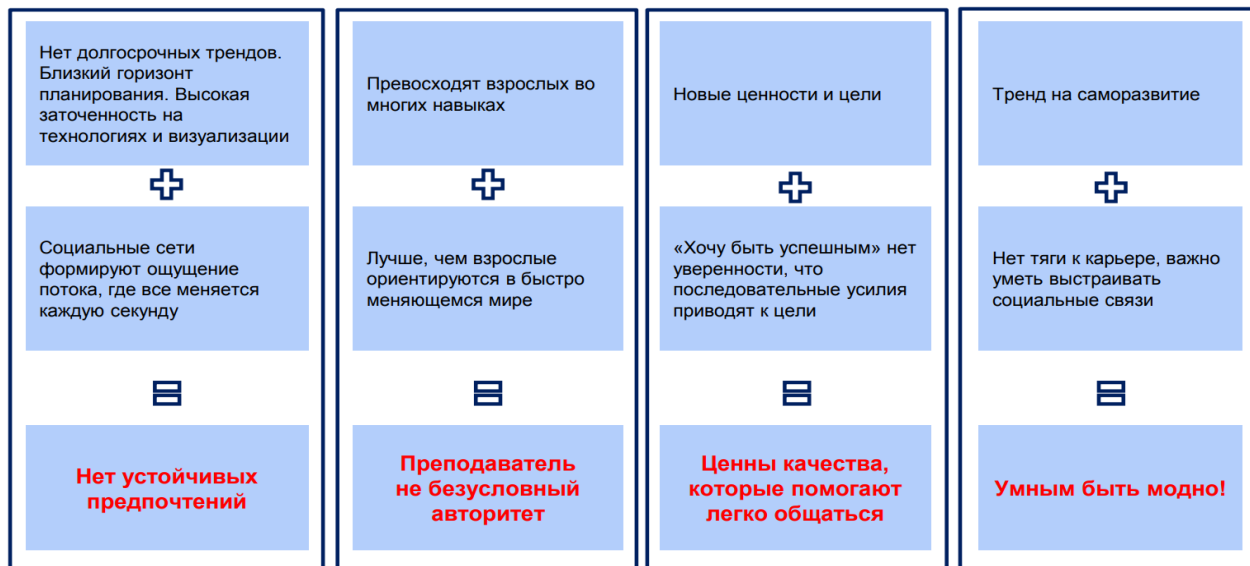 Нет долгосрочных трендов.
Близкий горизонт
планирования. Высокая
заточенность на
технологиях и визуализации
Социальные сети
формируют ощущение
потока, где все меняется
каждую секунду
Нет устойчивых
предпочтений
Превосходят взрослых во
многих навыках
Лучше, чем взрослые
ориентируются в быстро
меняющемся мире
Преподаватель
не безусловный
авторитет
Новые ценности и цели
«Хочу быть успешным» нет
уверенности, что
последовательные усилия
приводят к цели
Ценны качества,
которые помогают
легко общаться
Тренд на саморазвитие
Нет тяги к карьере, важно
уметь выстраивать
социальные связи
Умным быть модно!